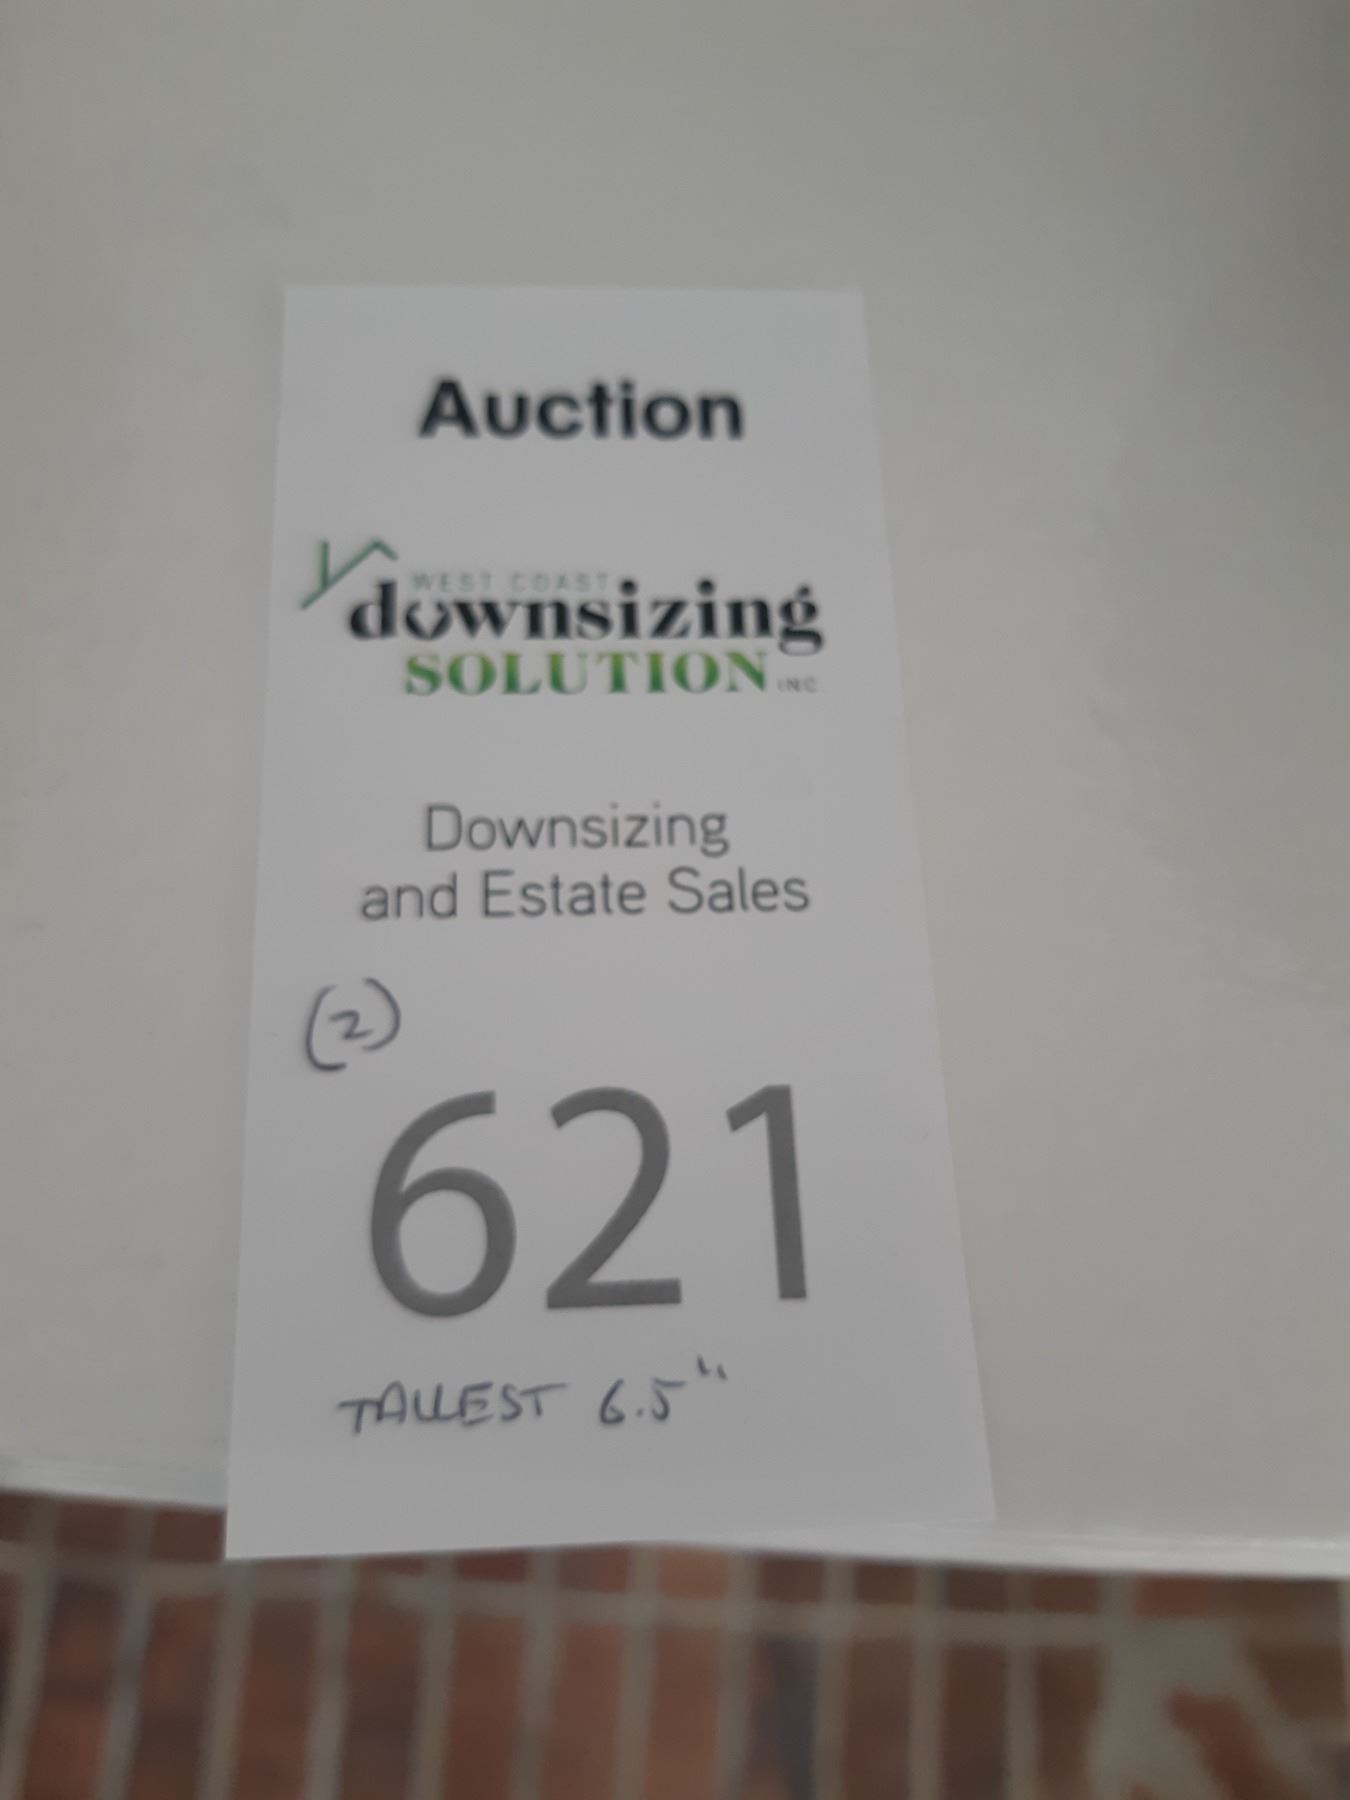 Auction
WEST COAST
downsizing
SOLUTION INC
Downsizing
and Estate Sales
(2)
621
TALLEST 6.5"